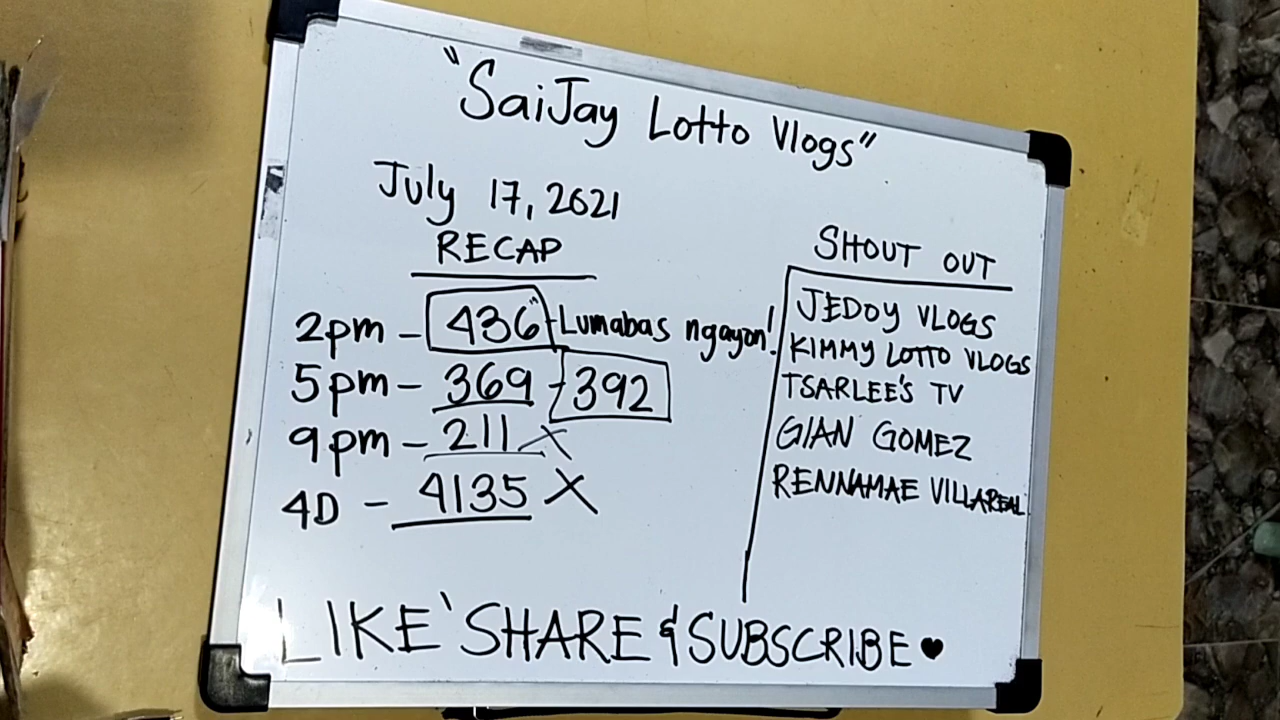 "SaiJay Lotto Vlogs"
July 17, 2021
RECAP
2pm - 436 - Lumabas ngayon!
5pm - 369 - 392
9pm - 211 X
4D - 4135 X
SHOUT OUT
JEDOY VLOGS
KIMMY LOTTO VLOGS
TSARLEE'S TV
GIAN GOMEZ
RENNAMAE VILLAREAL
LIKE ' SHARE & SUBSCRIBE ♥